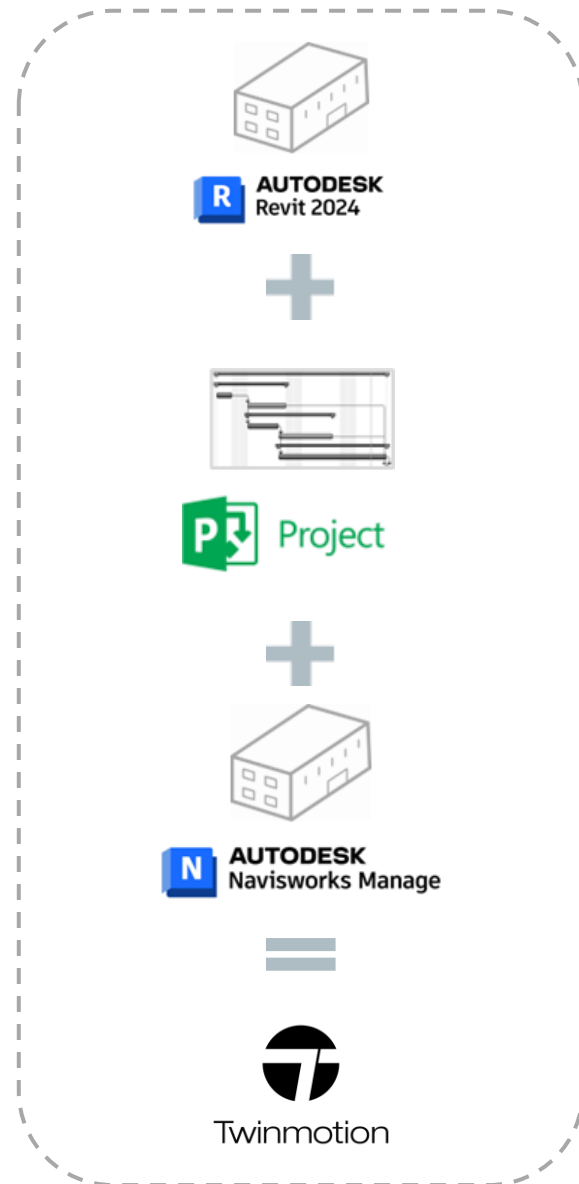 R
AUTODESK
Revit 2024
P
Project
N
AUTODESK
Navisworks Manage
Twinmotion